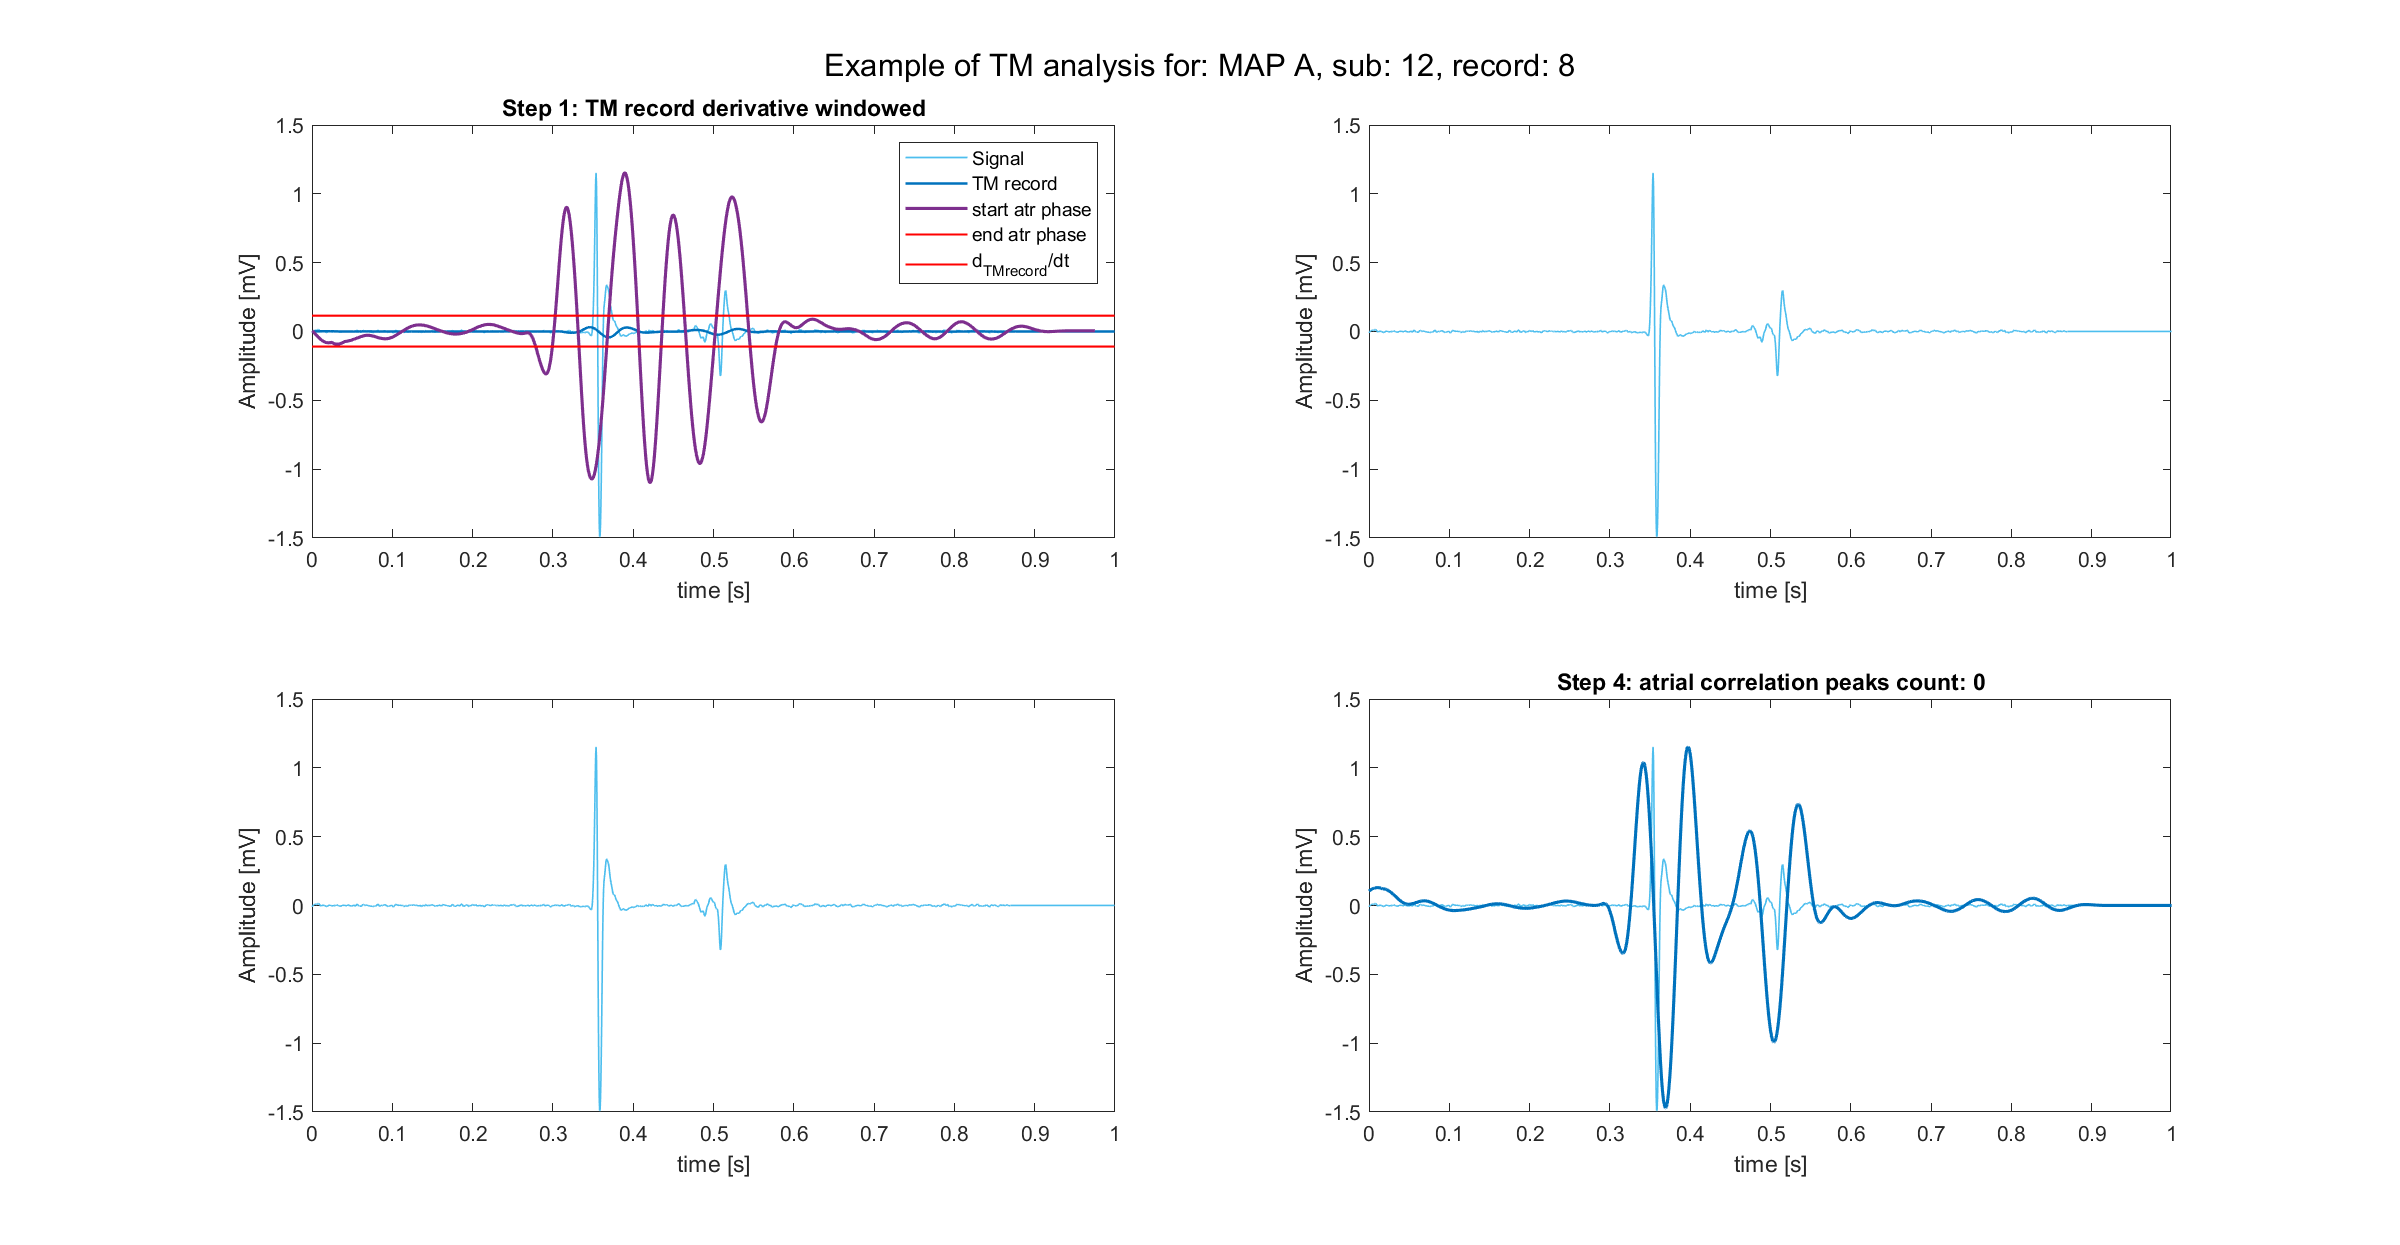 Example of TM analysis for: MAP A, sub: 12, record: 8
Step 1: TM record derivative windowed
1.5
1
0.5
0
-0.5
-1
-1.5
Amplitude [mV]
Signal
TM record
start atr phase
end atr phase
d_TMrecord/dt
0 0.1 0.2 0.3 0.4 0.5 0.6 0.7 0.8 0.9 1
time [s]
1.5
1
0.5
0
-0.5
-1
-1.5
Amplitude [mV]
0 0.1 0.2 0.3 0.4 0.5 0.6 0.7 0.8 0.9 1
time [s]
1.5
1
0.5
0
-0.5
-1
-1.5
Amplitude [mV]
0 0.1 0.2 0.3 0.4 0.5 0.6 0.7 0.8 0.9 1
time [s]
Step 4: atrial correlation peaks count: 0
1.5
1
0.5
0
-0.5
-1
-1.5
Amplitude [mV]
0 0.1 0.2 0.3 0.4 0.5 0.6 0.7 0.8 0.9 1
time [s]